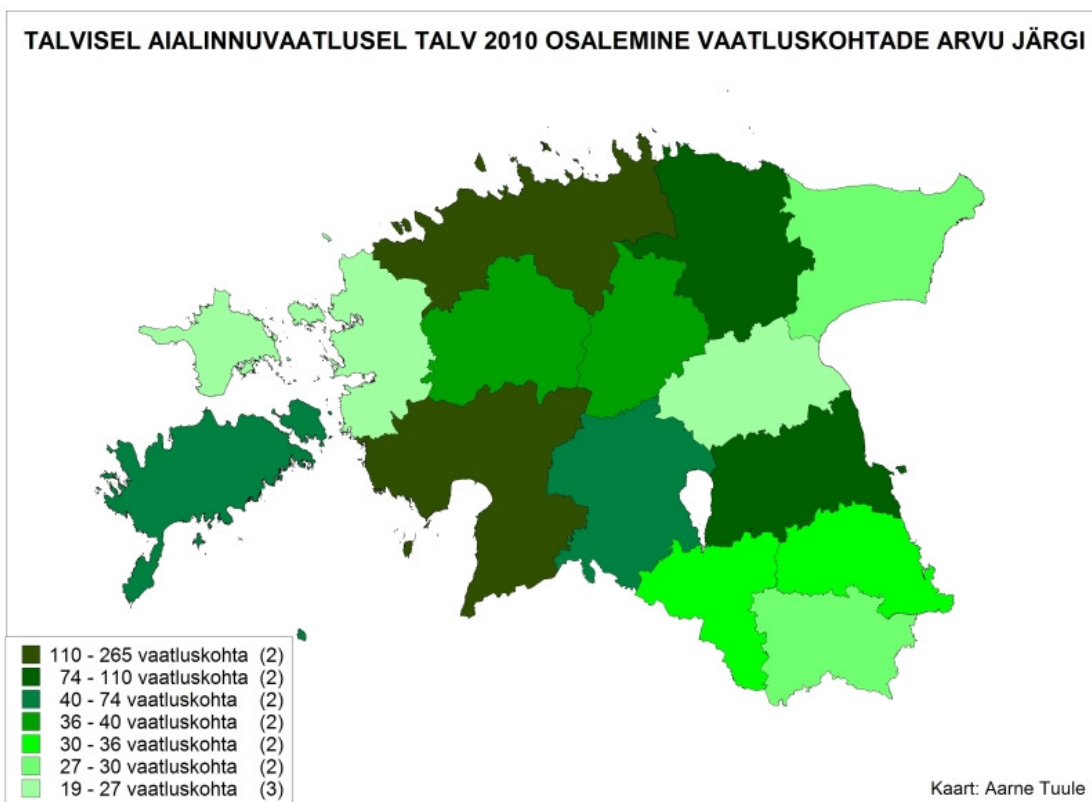 TALVISEL AIALINNUVAATLUSEL TALV 2010 OSALEMINE VAATLUSKOHTADE ARVU JÄRGI
110 - 265 vaatluskohta (2)
74 - 110 vaatluskohta (2)
40 - 74 vaatluskohta (2)
36 - 40 vaatluskohta (2)
30 - 36 vaatluskohta (2)
27 - 30 vaatluskohta (2)
19 - 27 vaatluskohta (3)
Kaart: Aarne Tuule